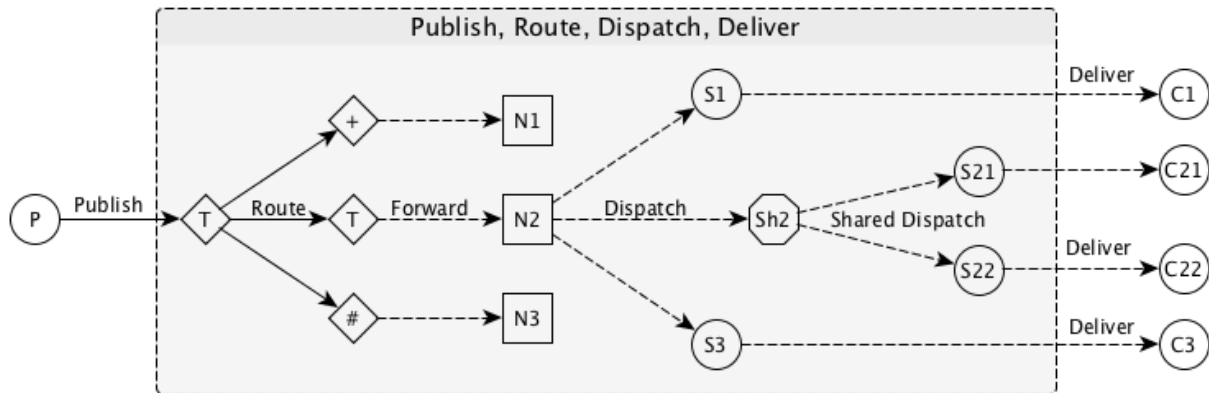 Publish, Route, Dispatch, Deliver
S1
Deliver
C1
+
N1
S21
C21
P
Publish
T
Route
T
Forward
N2
Dispatch
Sh2
Shared Dispatch
S22
Deliver
C22
#
N3
S3
Deliver
C3